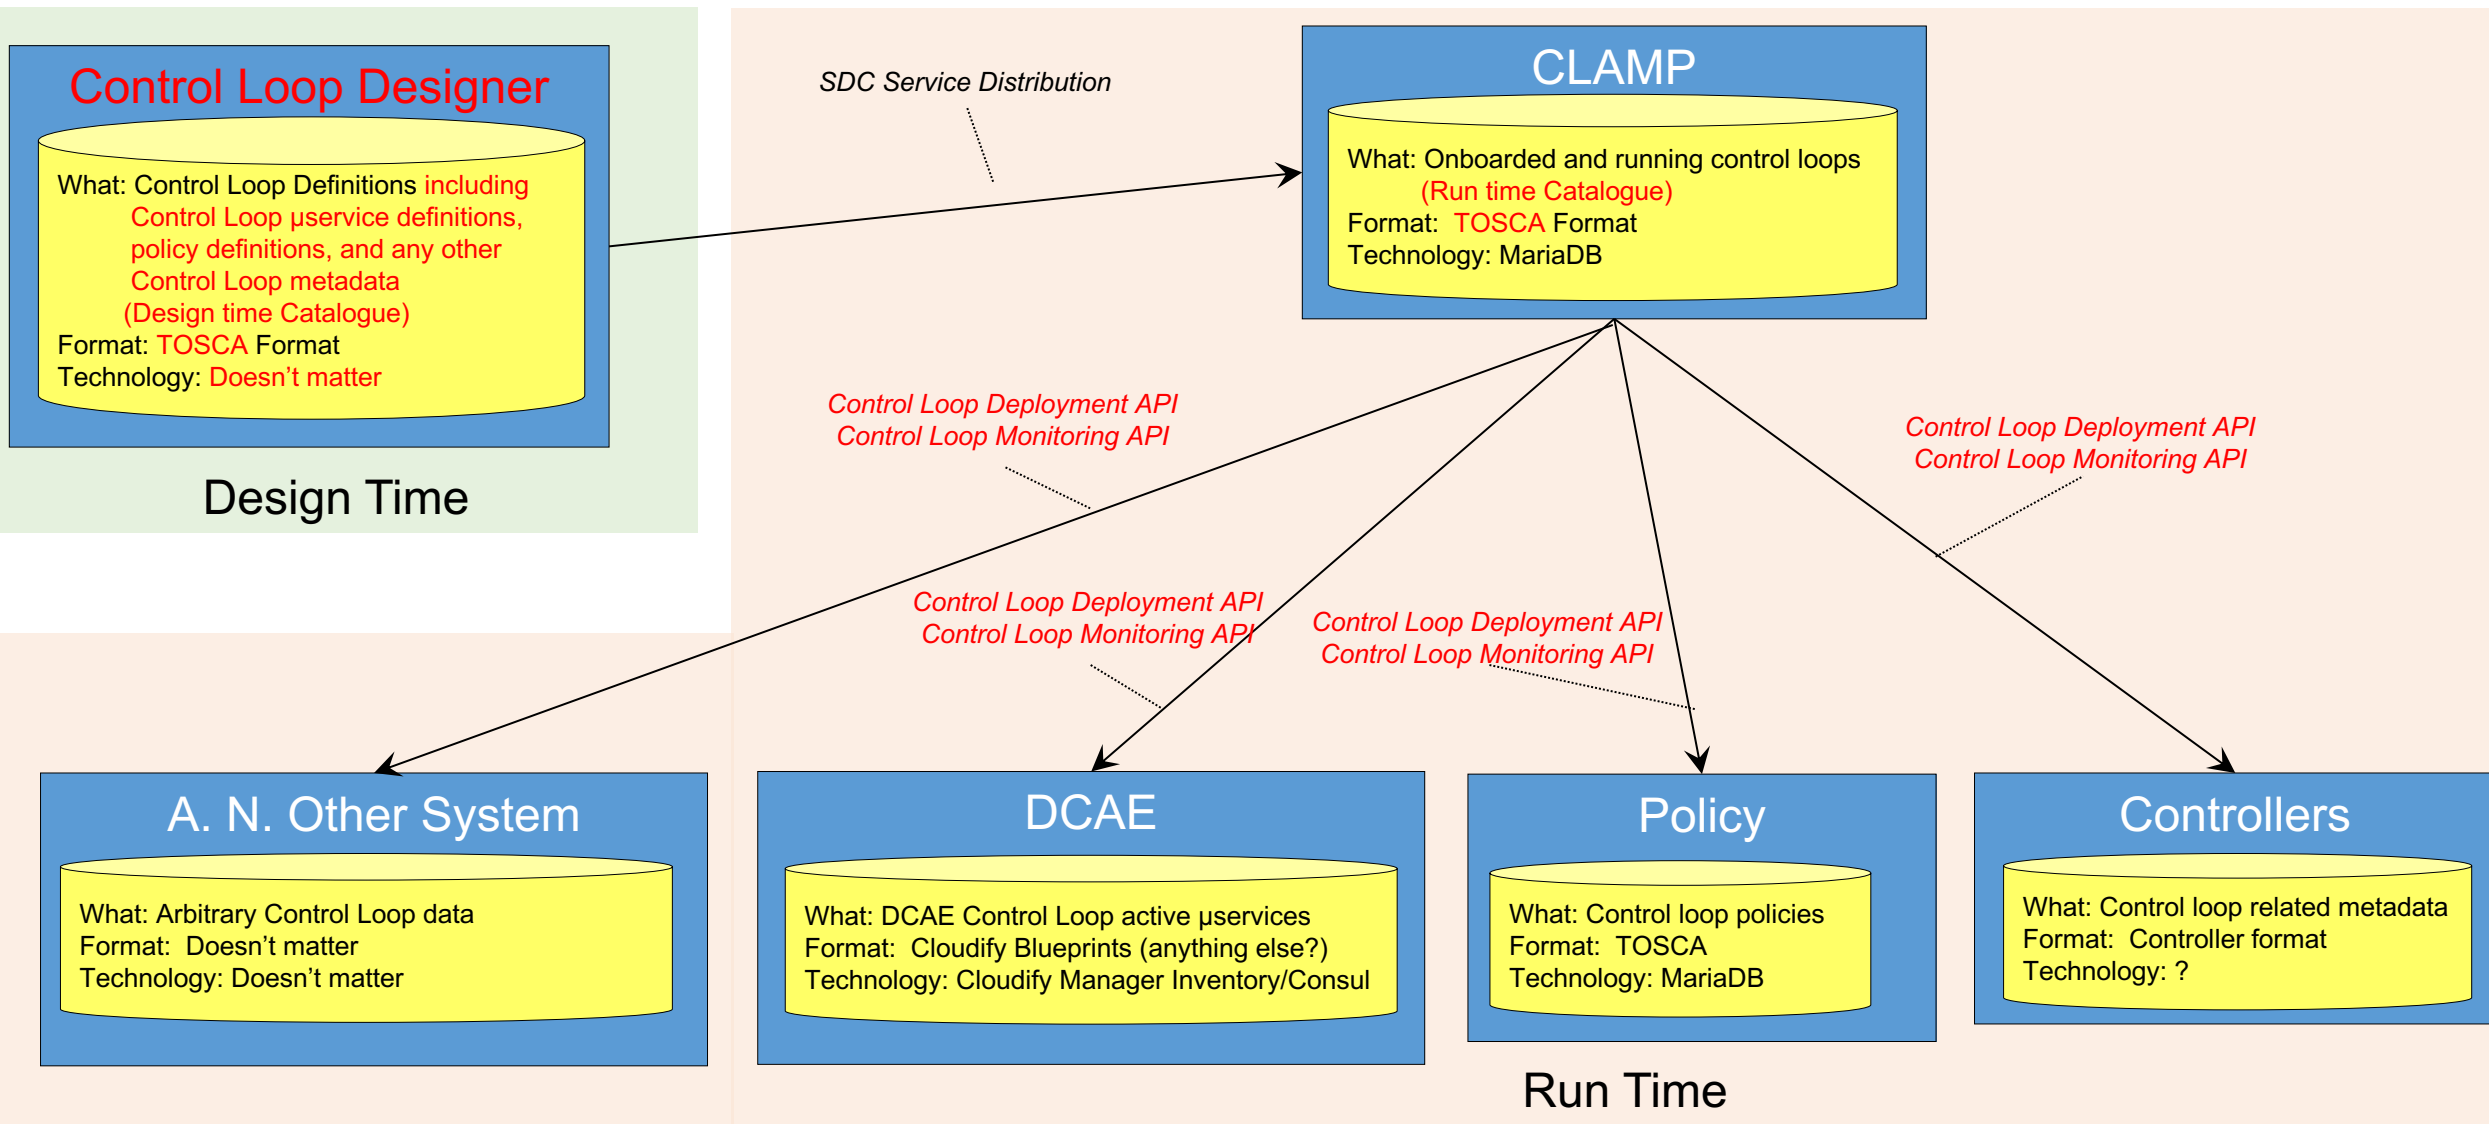 Control Loop Designer
What: Control Loop Definitions including
Control Loop µservice definitions,
policy definitions, and any other
Control Loop metadata
(Design time Catalogue)
Format: TOSCA Format
Technology: Doesn’t matter
Design Time
SDC Service Distribution
CLAMP
What: Onboarded and running control loops
(Run time Catalogue)
Format: TOSCA Format
Technology: MariaDB
Control Loop Deployment API
Control Loop Monitoring API
Control Loop Deployment API
Control Loop Monitoring API
Control Loop Deployment API
Control Loop Monitoring API
Control Loop Deployment API
Control Loop Monitoring API
A. N. Other System
What: Arbitrary Control Loop data
Format: Doesn’t matter
Technology: Doesn’t matter
DCAE
What: DCAE Control Loop active µservices
Format: Cloudify Blueprints (anything else?)
Technology: Cloudify Manager Inventory/Consul
Policy
What: Control loop policies
Format: TOSCA
Technology: MariaDB
Controllers
What: Control loop related metadata
Format: Controller format
Technology: ?
Run Time